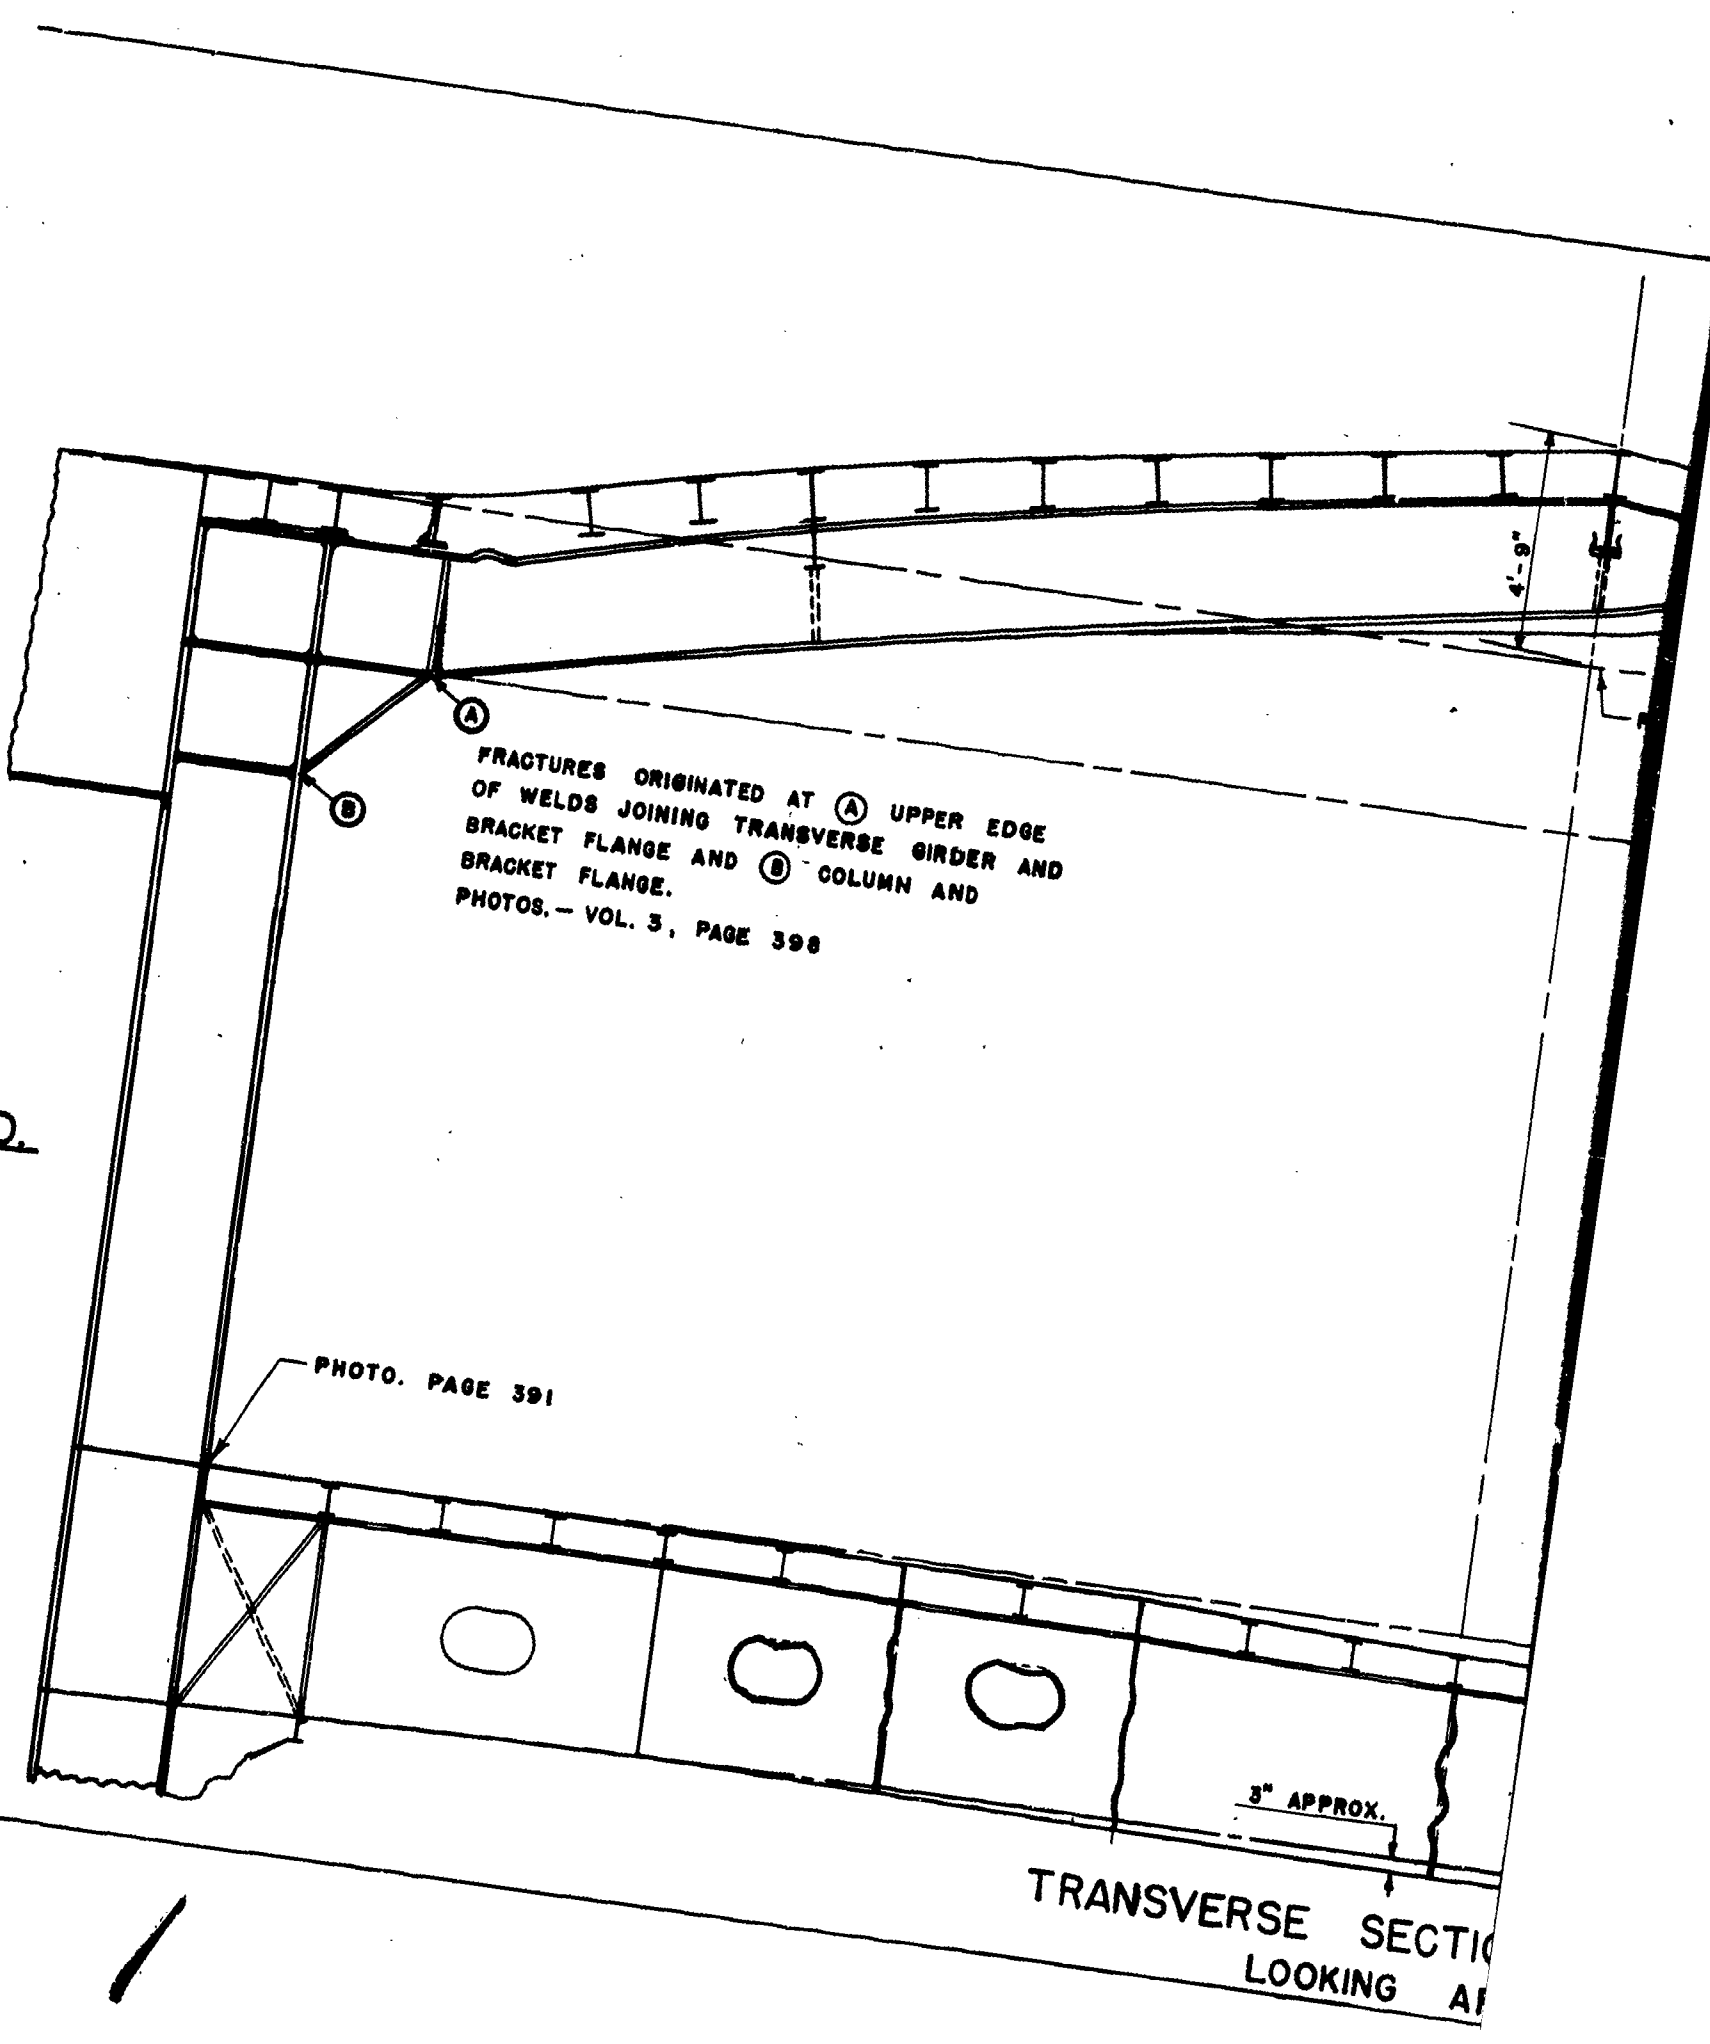 4'-9"
A
B
FRACTURES ORIGINATED AT A UPPER EDGE
OF WELDS JOINING TRANSVERSE GIRDER AND
BRACKET FLANGE AND B COLUMN AND
BRACKET FLANGE.
PHOTOS.— VOL. 3, PAGE 398
PHOTO. PAGE 391
3" APPROX.
TRANSVERSE
LOOKING